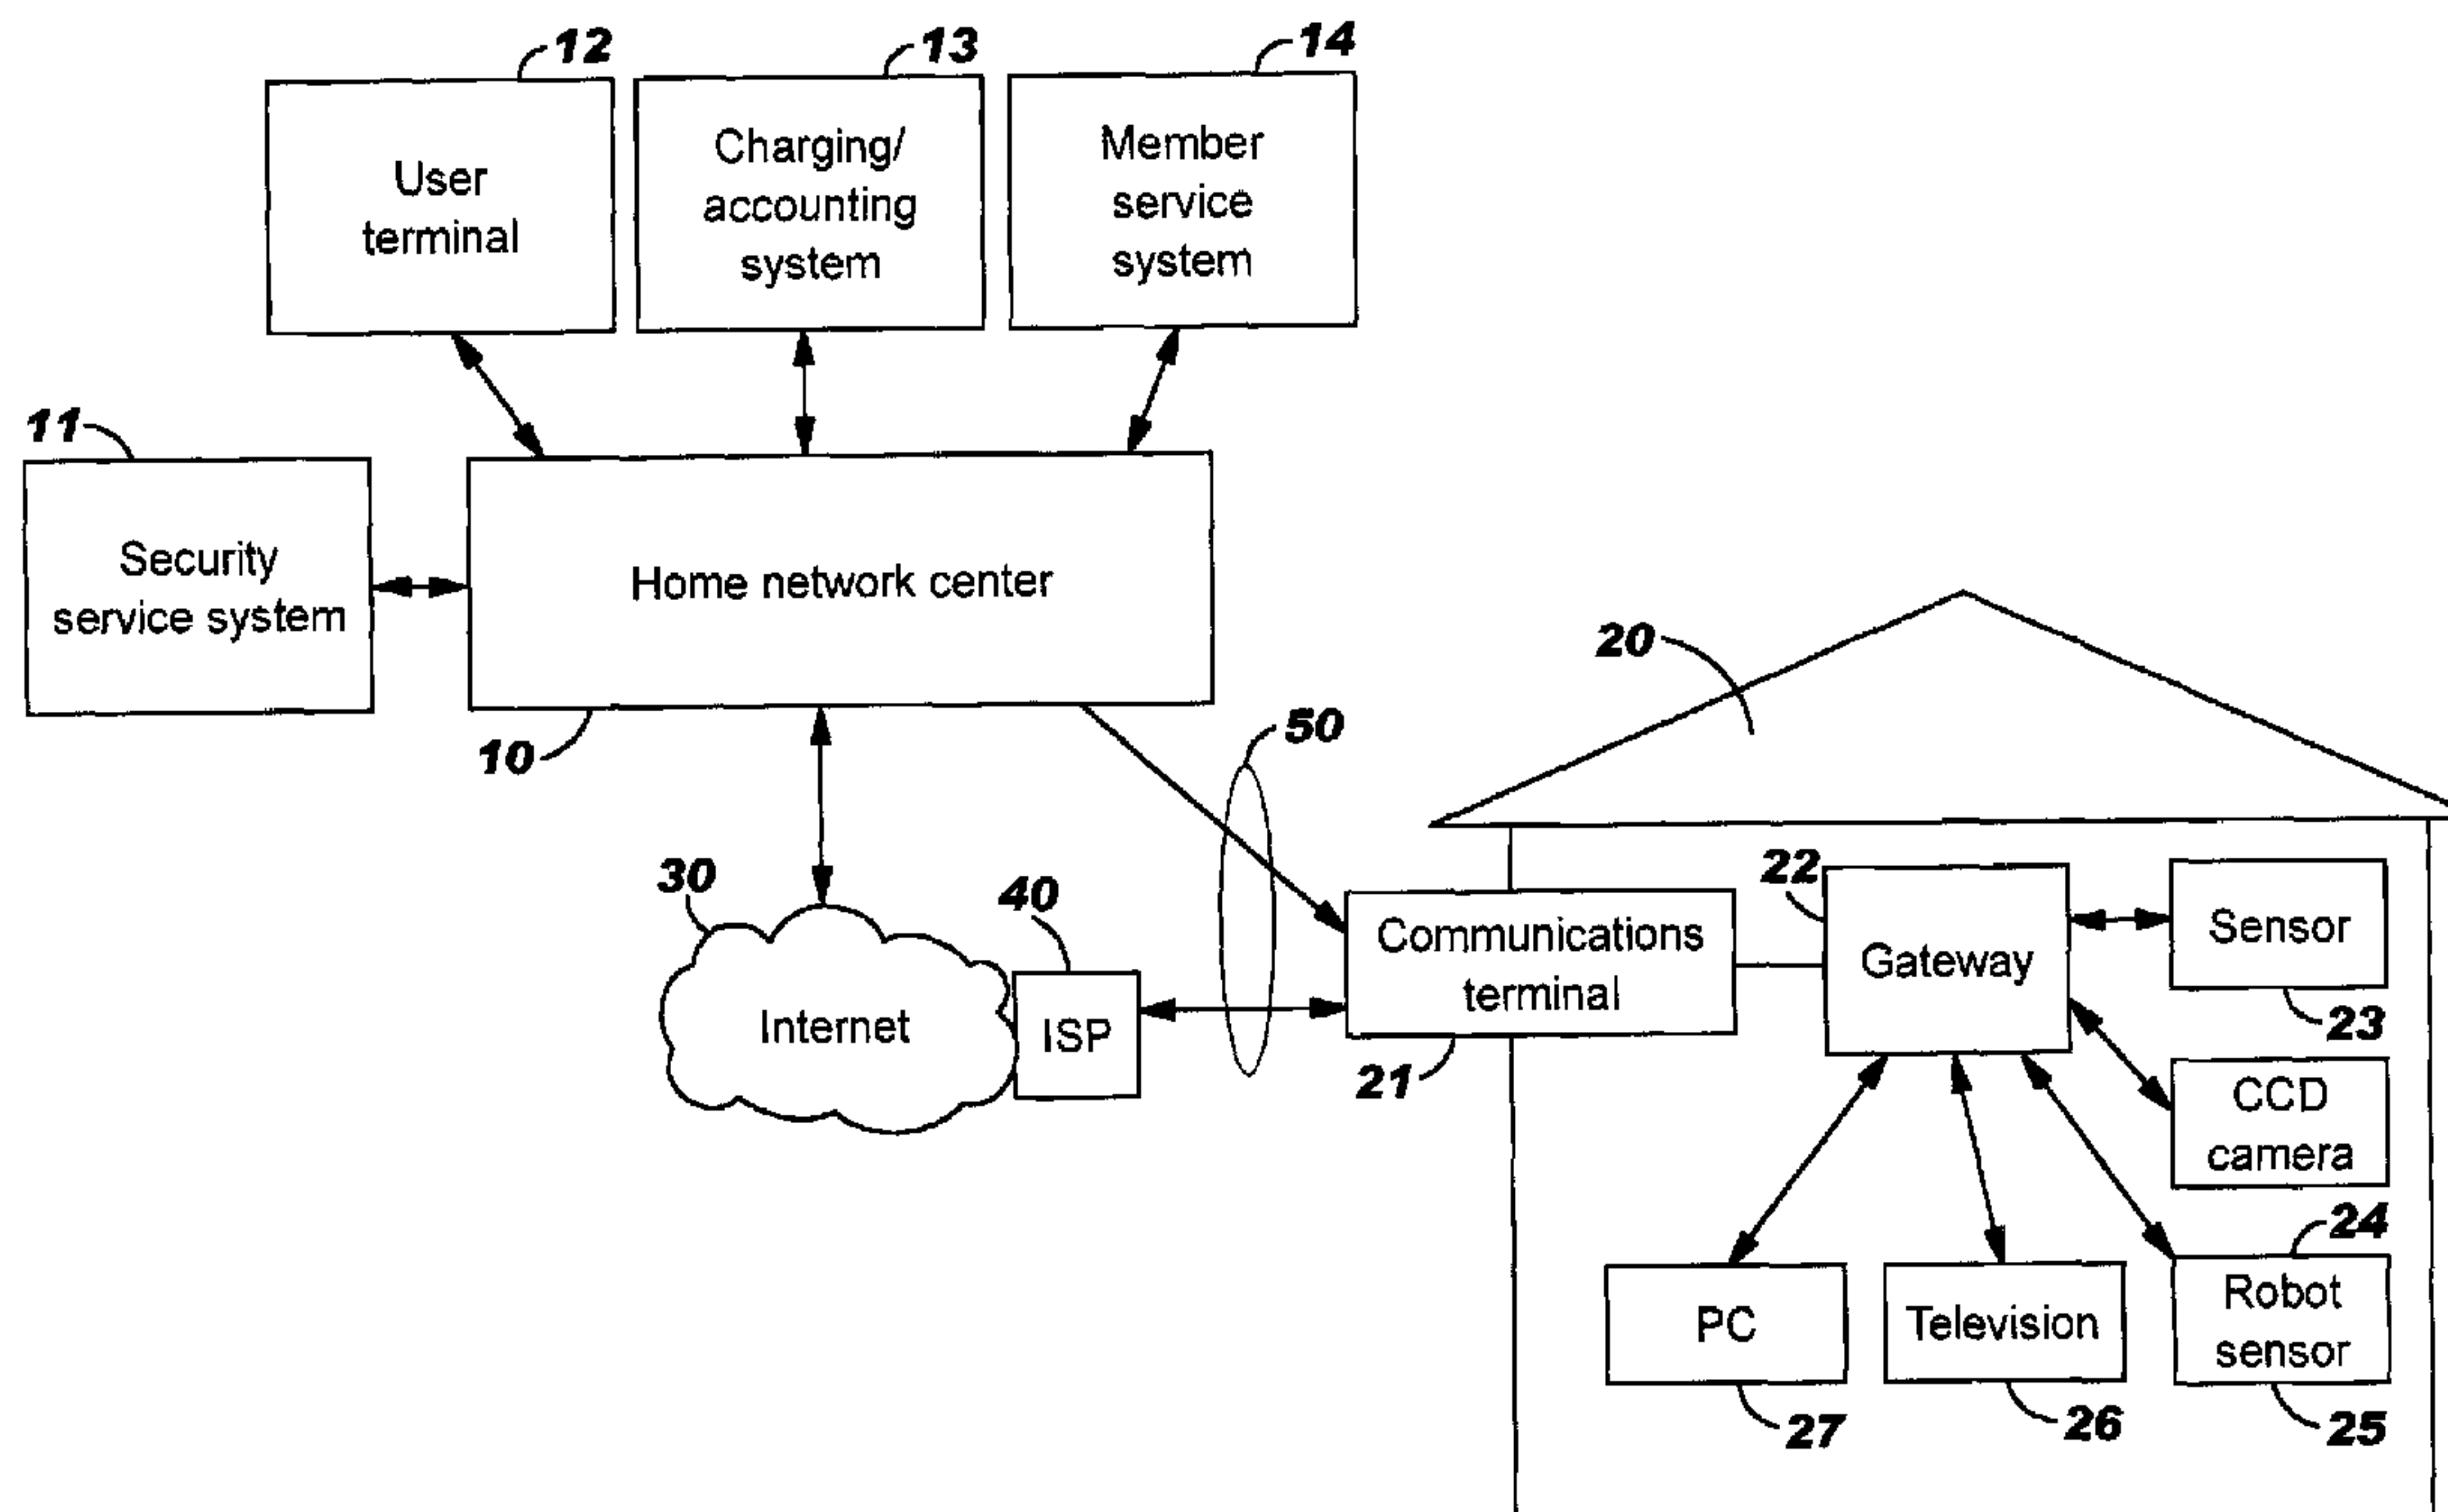 12
13
14
User
terminal
Charging/
accounting
system
Member
service
system
11
Security
service system
Home network center
10
20
50
30
40
Internet
ISP
Communications
terminal
21
22
Gateway
Sensor
23
CCD
camera
24
Robot
sensor
25
Television
26
PC
27